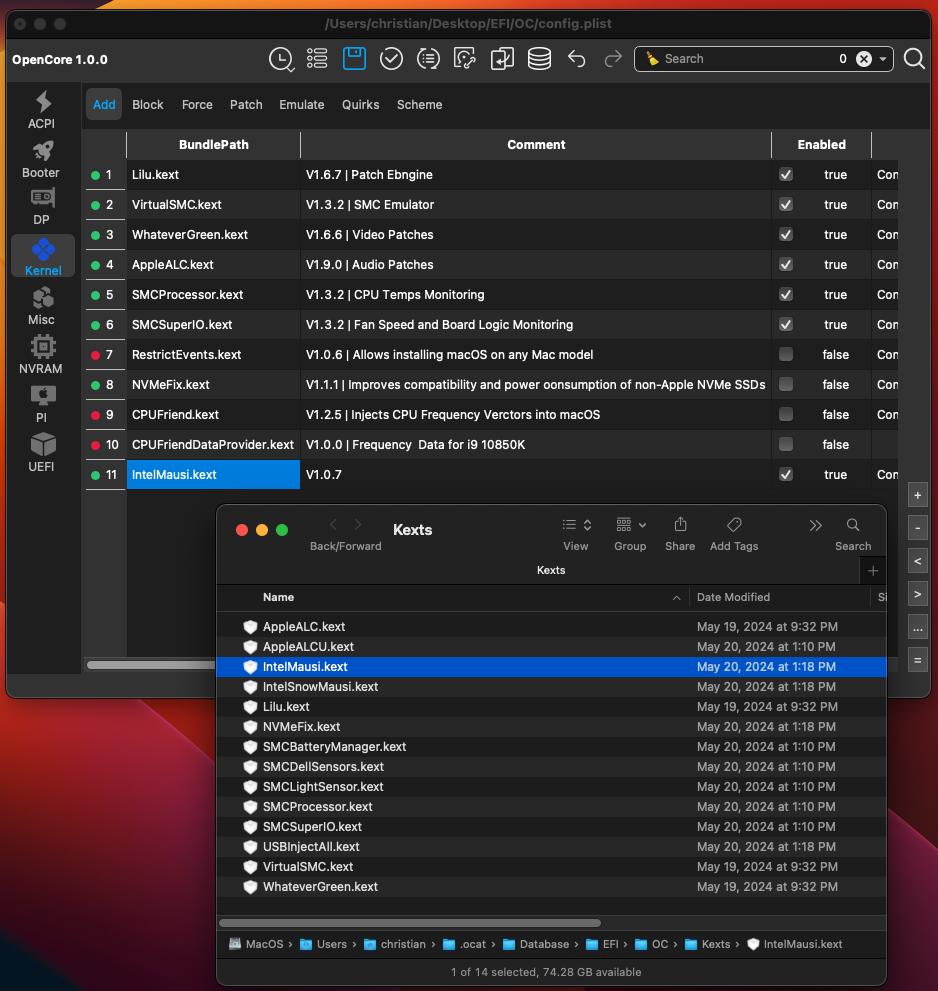 /Users/christian/Desktop/EFI/OC/config.plist
OpenCore 1.0.0
Search 0
ACPI
Booter
DP
Kernel
Misc
NVRAM
PI
UEFI
Add Block Force Patch Emulate Quirks Scheme
BundlePath Comment Enabled
1 Lilu.kext V1.6.7 | Patch Ebngine true Con
2 VirtualSMC.kext V1.3.2 | SMC Emulator true Con
3 WhateverGreen.kext V1.6.6 | Video Patches true Con
4 AppleALC.kext V1.9.0 | Audio Patches true Con
5 SMCProcessor.kext V1.3.2 | CPU Temps Monitoring true Con
6 SMCSuperIO.kext V1.3.2 | Fan Speed and Board Logic Monitoring true Con
7 RestrictEvents.kext V1.0.6 | Allows installing macOS on any Mac model false Con
8 NVMeFix.kext V1.1.1 | Improves compatibility and power oonsumption of non-Apple NVMe SSDs false Con
9 CPUFriend.kext V1.2.5 | Injects CPU Frequency Verctors into macOS false Con
10 CPUFriendDataProvider.kext V1.0.0 | Frequency  Data for i9 10850K false
11 IntelMausi.kext V1.0.7 true Con
+
-
<
>
...
=
Kexts
Back/Forward View Group Share Add Tags Search
Kexts
+
Name Date Modified Si
AppleALC.kext May 19, 2024 at 9:32 PM
AppleALCU.kext May 20, 2024 at 1:10 PM
IntelMausi.kext May 20, 2024 at 1:18 PM
IntelSnowMausi.kext May 20, 2024 at 1:18 PM
Lilu.kext May 19, 2024 at 9:32 PM
NVMeFix.kext May 20, 2024 at 1:18 PM
SMCBatteryManager.kext May 20, 2024 at 1:10 PM
SMCDellSensors.kext May 20, 2024 at 1:10 PM
SMCLightSensor.kext May 20, 2024 at 1:10 PM
SMCProcessor.kext May 20, 2024 at 1:10 PM
SMCSuperIO.kext May 20, 2024 at 1:10 PM
USBInjectAll.kext May 20, 2024 at 1:18 PM
VirtualSMC.kext May 19, 2024 at 9:32 PM
WhateverGreen.kext May 19, 2024 at 9:32 PM
MacOS › Users › christian › .ocat › Database › EFI › OC › Kexts › IntelMausi.kext
1 of 14 selected, 74.28 GB available